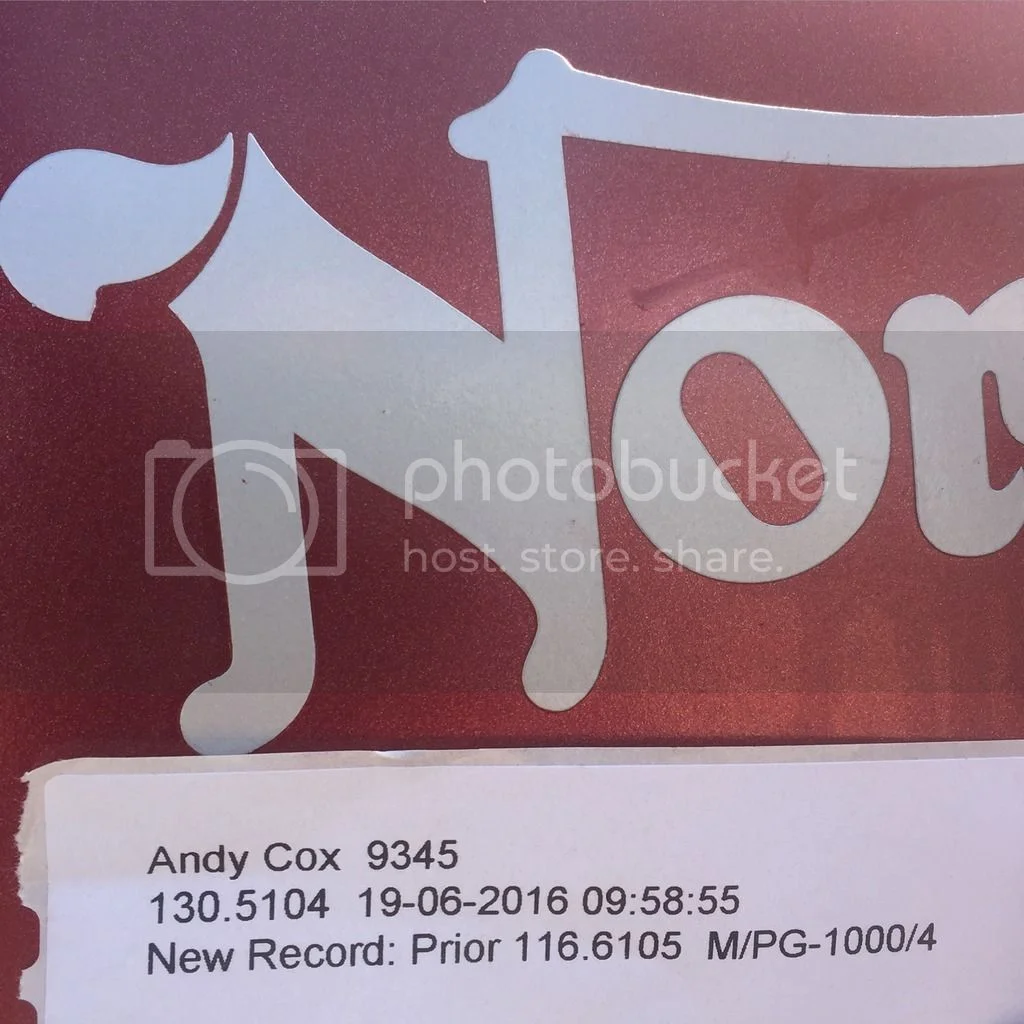 Nor
photobucket
host. store. share.
Andy Cox 9345
130.5104 19-06-2016 09:58:55
New Record: Prior 116.6105 M/PG-1000/4